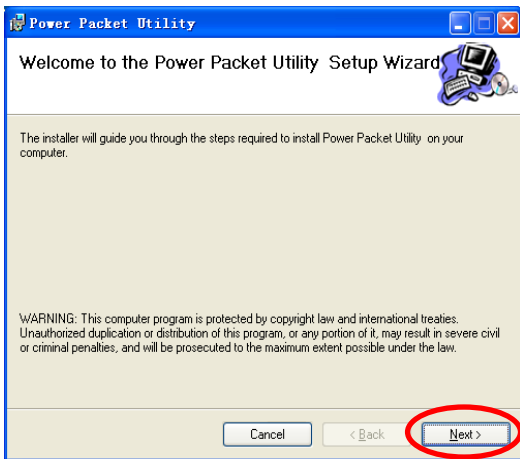 Power Packet Utility
Welcome to the Power Packet Utility Setup Wizard
The installer will guide you through the steps required to install Power Packet Utility on your
computer.
WARNING: This computer program is protected by copyright law and international treaties.
Unauthorized duplication or distribution of this program, or any portion of it, may result in severe civil
or criminal penalties, and will be prosecuted to the maximum extent possible under the law.
Cancel < Back Next >